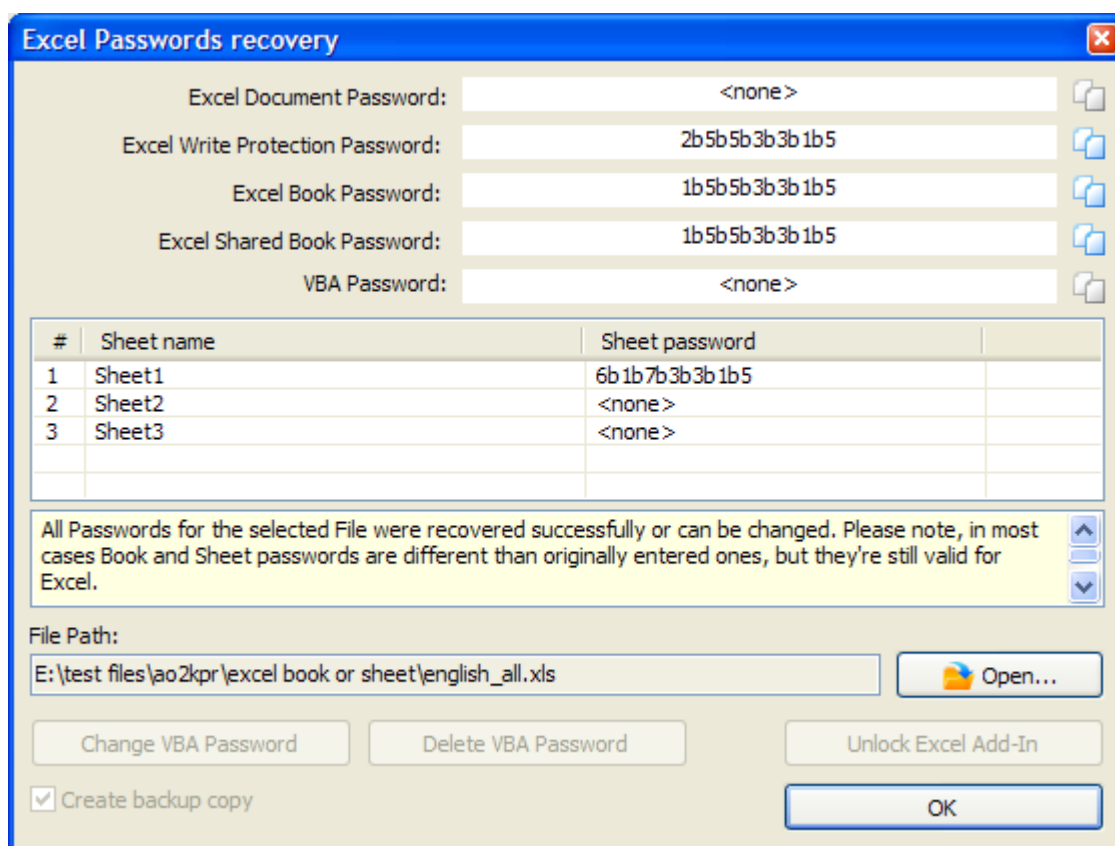 Excel Passwords recovery
Excel Document Password: <none>
Excel Write Protection Password: 2b5b5b3b3b1b5
Excel Book Password: 1b5b5b3b3b1b5
Excel Shared Book Password: 1b5b5b3b3b1b5
VBA Password: <none>
# Sheet name Sheet password
1 Sheet1 6b1b7b3b3b1b5
2 Sheet2 <none>
3 Sheet3 <none>
All Passwords for the selected File were recovered successfully or can be changed. Please note, in most
cases Book and Sheet passwords are different than originally entered ones, but they're still valid for
Excel.
File Path:
E:\test files\ao2kpr\excel book or sheet\english_all.xls Open...
Change VBA Password Delete VBA Password Unlock Excel Add-In
Create backup copy OK